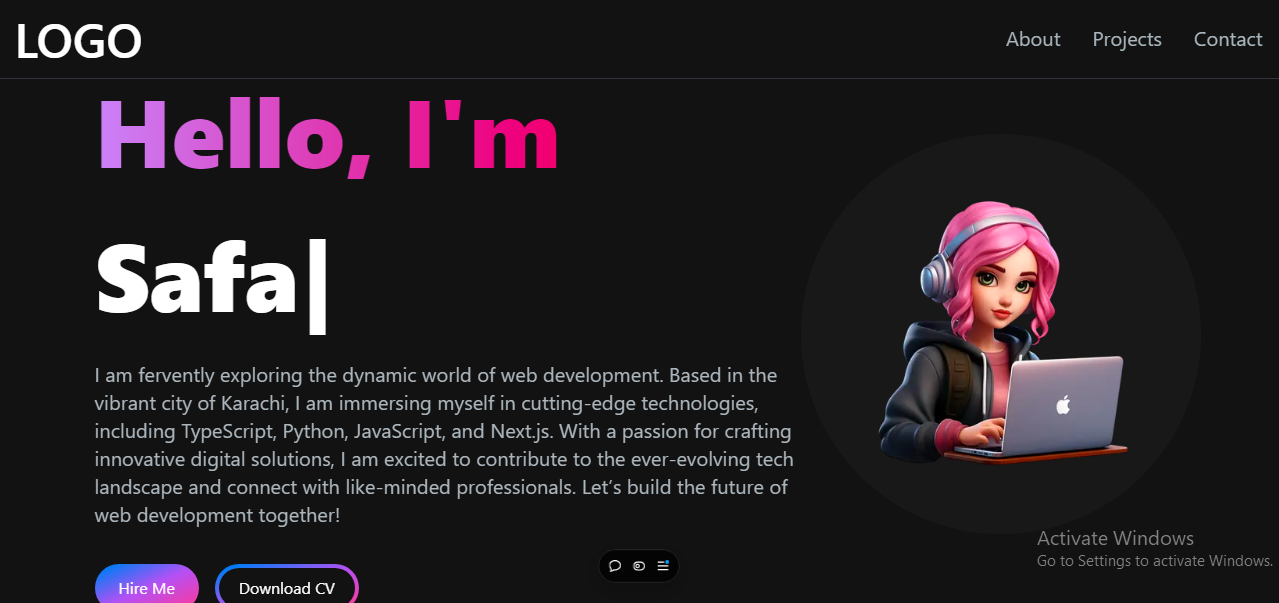 LOGO
About Projects Contact
Hello, I'm
Safa|
I am fervently exploring the dynamic world of web development. Based in the
vibrant city of Karachi, I am immersing myself in cutting-edge technologies,
including TypeScript, Python, JavaScript, and Next.js. With a passion for crafting
innovative digital solutions, I am excited to contribute to the ever-evolving tech
landscape and connect with like-minded professionals. Let’s build the future of
web development together!
Hire Me Download CV
Activate Windows
Go to Settings to activate Windows.